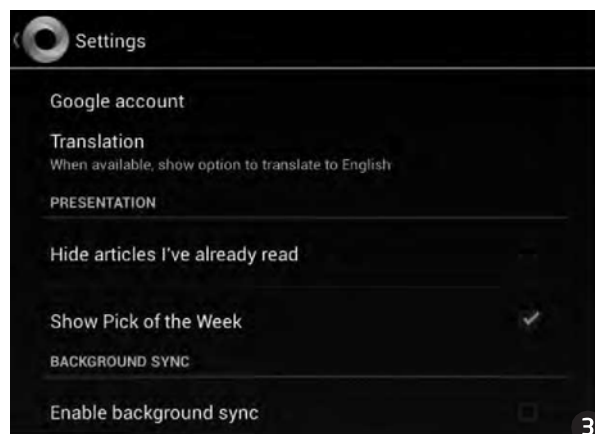 Settings
Google account
Translation
When available, show option to translate to English
PRESENTATION
Hide articles I've already read
Show Pick of the Week
BACKGROUND SYNC
Enable background sync
3